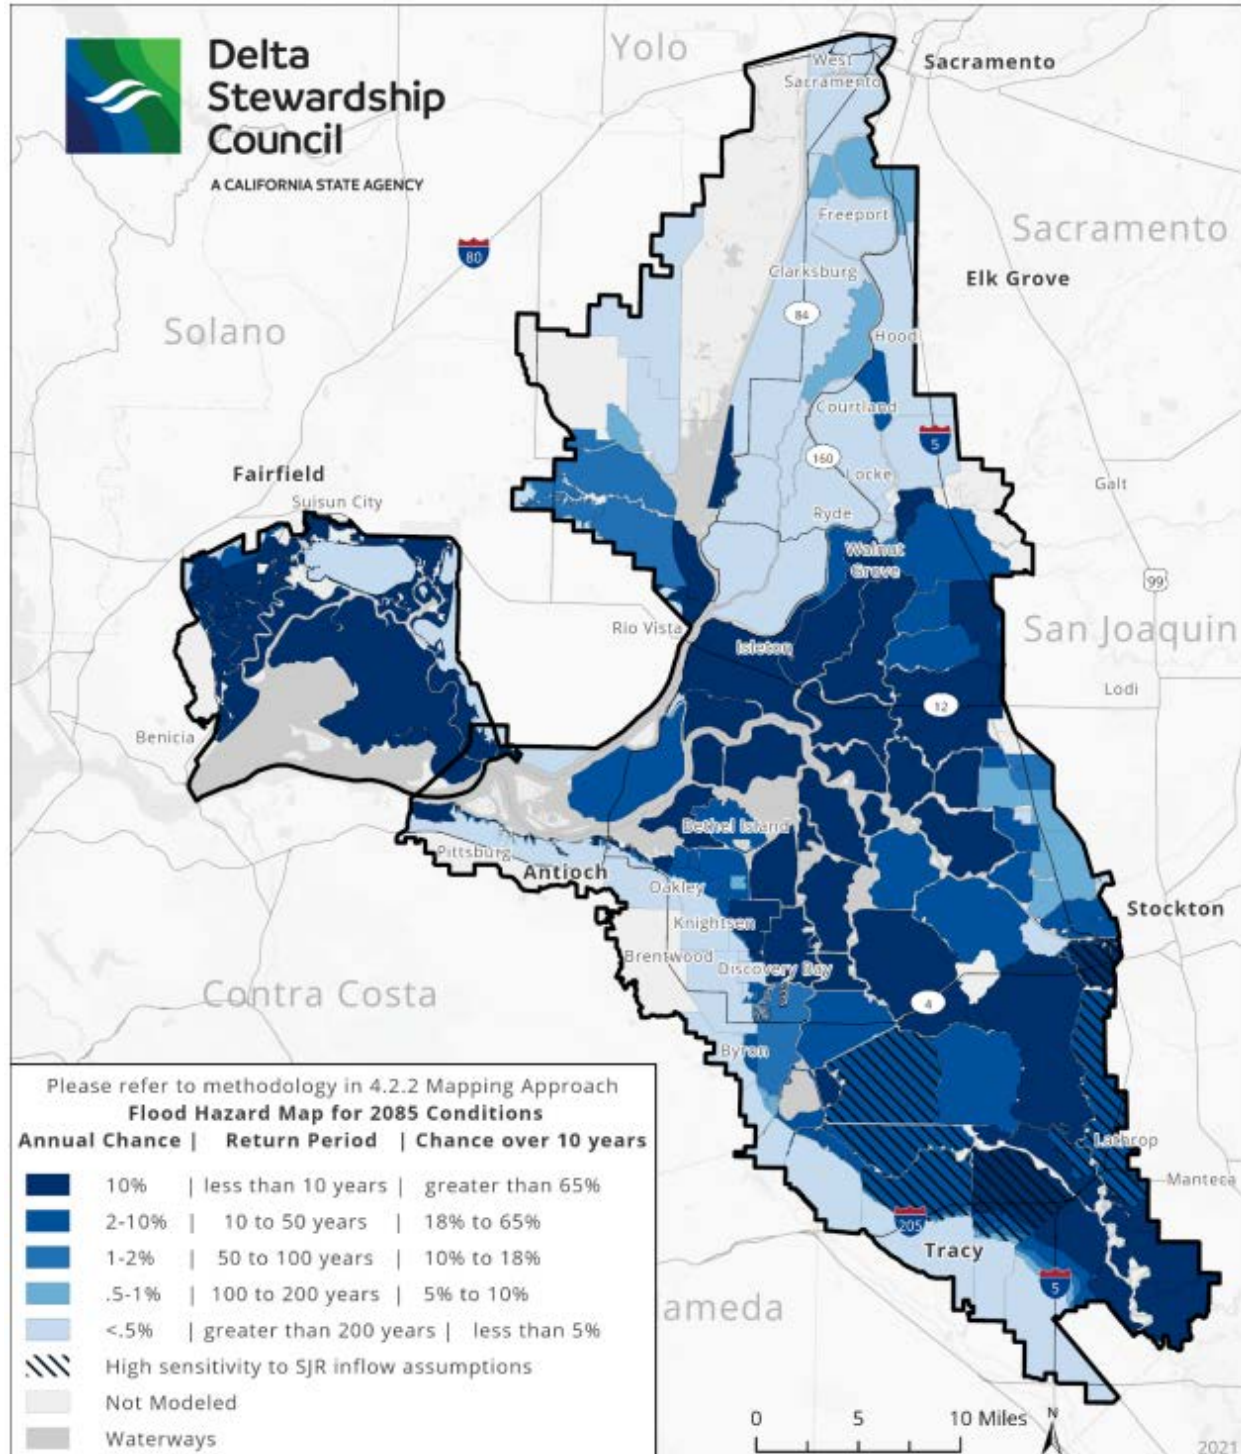 Delta
Stewardship
Council
A CALIFORNIA STATE AGENCY
Yolo
West
Sacramento
Sacramento
Freeport
Sacramento
80
Clarksburg
Elk Grove
84
Solano
Hood
Courtland
5
160
Fairfield
Locke
Galt
Suisun City
Ryde
Walnut
Grove
99
Rio Vista
San Joaquin
Isleton
Lodi
12
Benicia
Bethel Island
Pittsburg
Antioch
Oakley
Stockton
Knightsen
Brentwood
Discovery Bay
Contra Costa
4
Byron
Lathrop
Manteca
205
Tracy
5
ameda
Please refer to methodology in 4.2.2 Mapping Approach
Flood Hazard Map for 2085 Conditions
Annual Chance | Return Period | Chance over 10 years
10% | less than 10 years | greater than 65%
2-10% | 10 to 50 years | 18% to 65%
1-2% | 50 to 100 years | 10% to 18%
.5-1% | 100 to 200 years | 5% to 10%
<.5% | greater than 200 years | less than 5%
High sensitivity to SJR inflow assumptions
Not Modeled
Waterways
0 5 10 Miles
N
2021